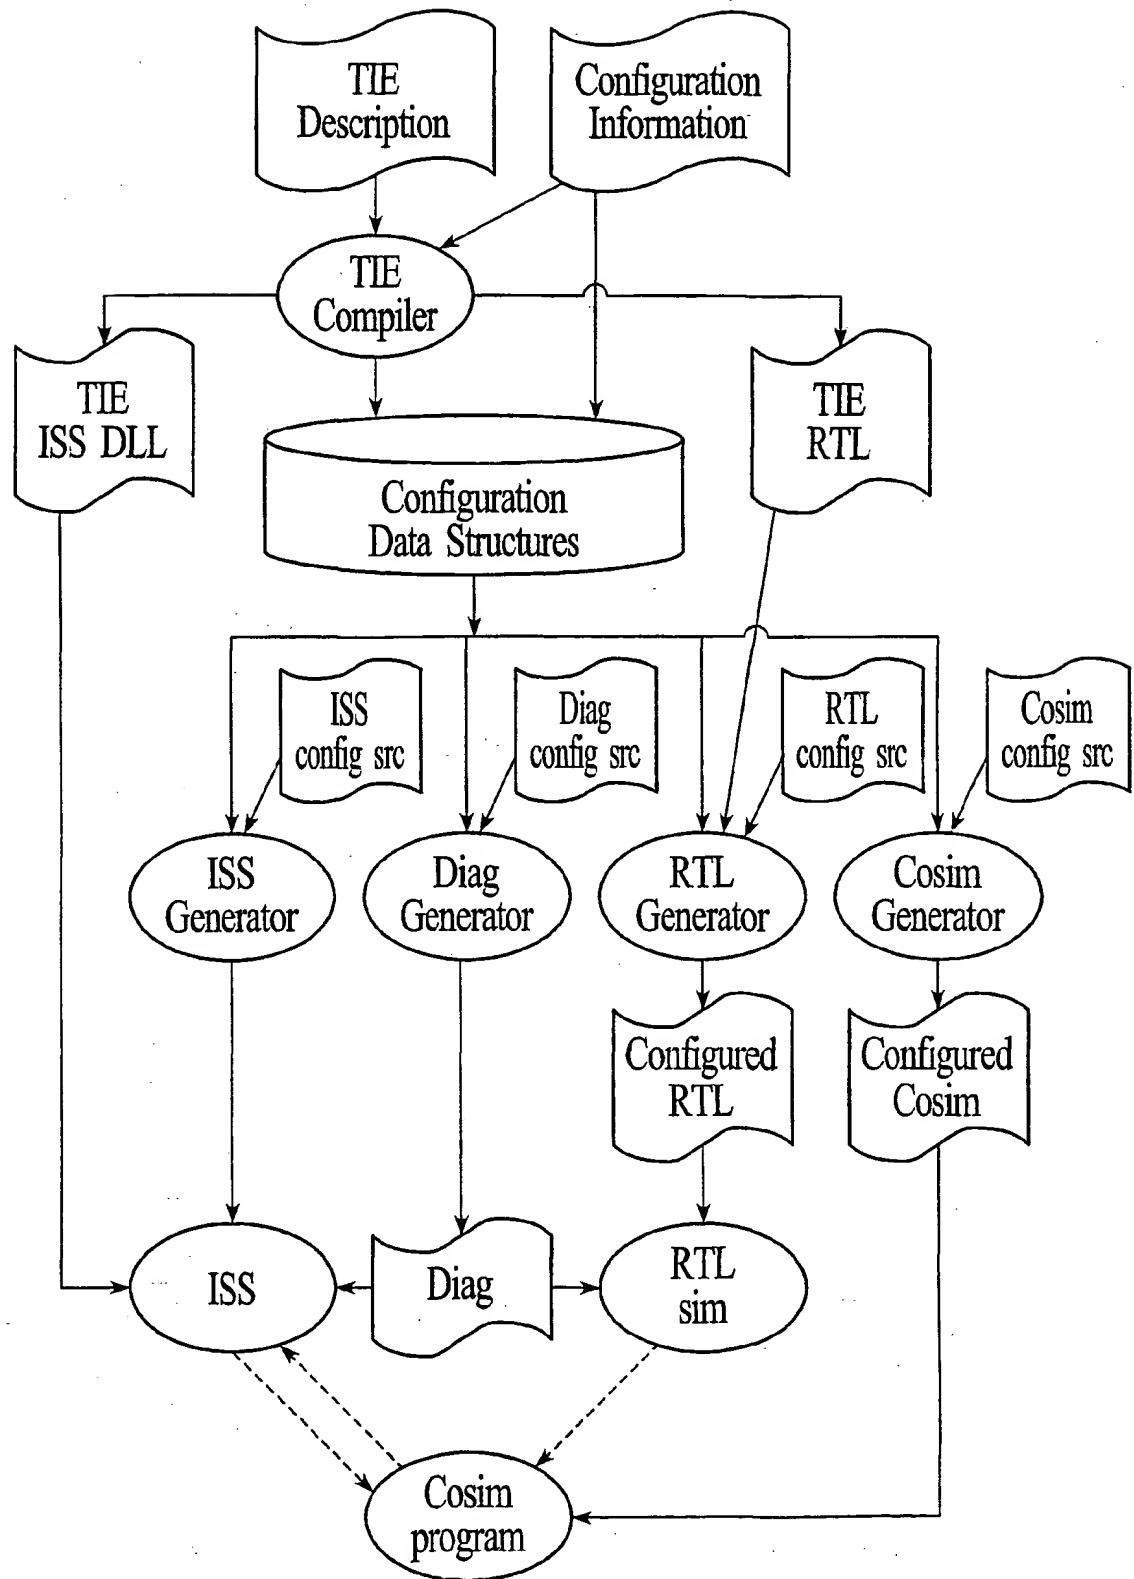 TIE
Description
Configuration
Information
TIE
Compiler
TIE
ISS DLL
TIE
RTL
Configuration
Data Structures
ISS
config src
Diag
config src
RTL
config src
Cosim
config src
ISS
Generator
Diag
Generator
RTL
Generator
Cosim
Generator
Configured
RTL
Configured
Cosim
ISS
Diag
RTL
sim
Cosim
program